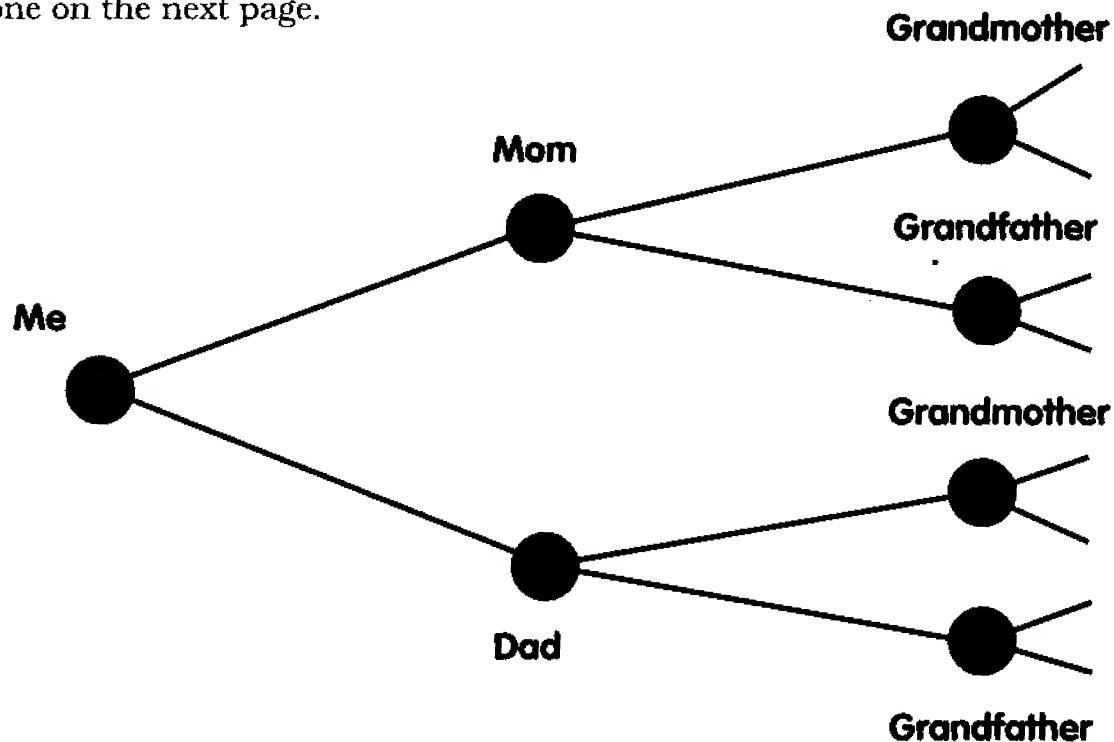 one on the next page.
Grandmother
Mom
Grandfather
Me
Grandmother
Dad
Grandfather